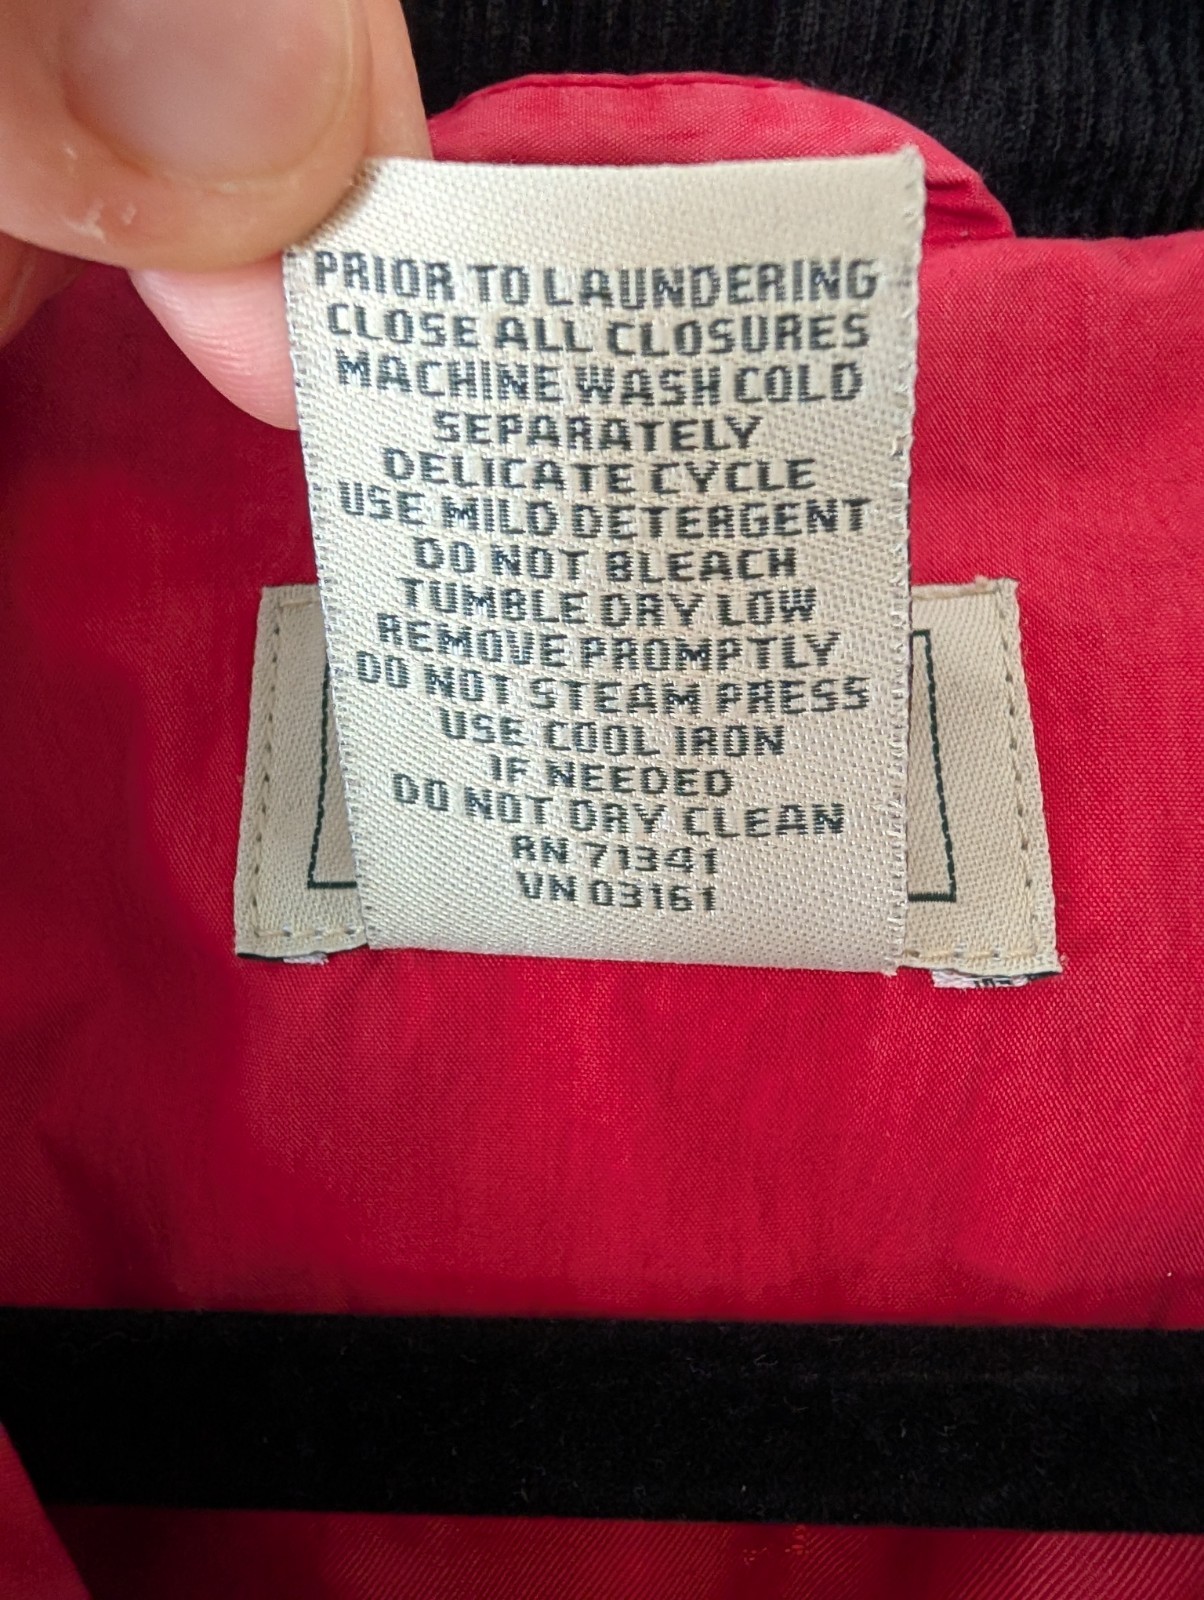 PRIOR TO LAUNDERING
CLOSE ALL CLOSURES
MACHINE WASH COLD
SEPARATELY
DELICATE CYCLE
USE MILD DETERGENT
DO NOT BLEACH
TUMBLE DRY LOW
REMOVE PROMPTLY
DO NOT STEAM PRESS
USE COOL IRON
IF NEEDED
DO NOT DRY CLEAN
RN 71341
VN 03161